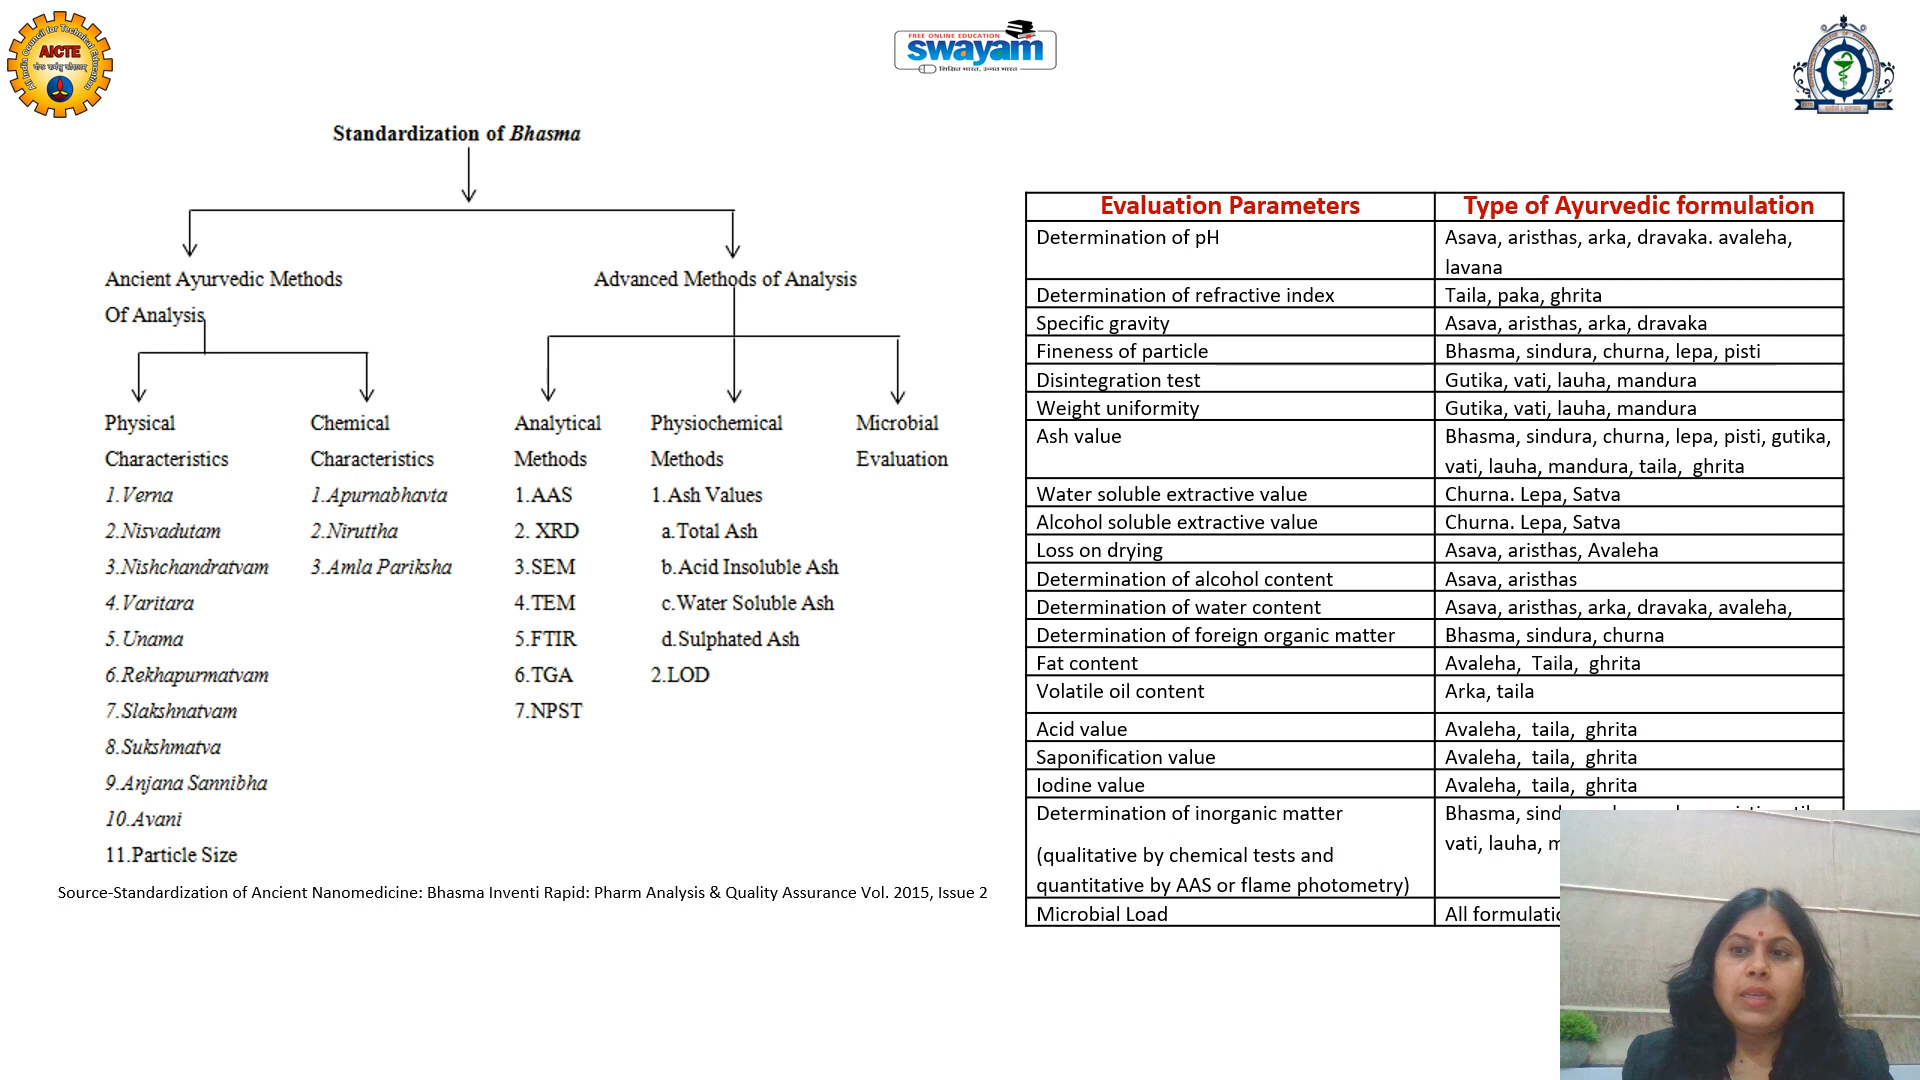 All India Council for Technical Education
AICTE
FREE ONLINE EDUCATION
swayam
शिक्षित भारत, उन्नत भारत
Standardization of Bhasma
Ancient Ayurvedic Methods
Of Analysis
Advanced Methods of Analysis
Physical
Characteristics
1.Verna
2.Nisvadutam
3.Nishchandratvam
4.Varitara
5.Unama
6.Rekhapurmatvam
7.Slakshnatvam
8.Sukshmatva
9.Anjana Sannibha
10.Avani
11.Particle Size
Chemical
Characteristics
1.Apurnabhavta
2.Niruttha
3.Amla Pariksha
Analytical
Methods
1.AAS
2. XRD
3.SEM
4.TEM
5.FTIR
6.TGA
7.NPST
Physiochemical
Methods
1.Ash Values
a.Total Ash
b.Acid Insoluble Ash
c.Water Soluble Ash
d.Sulphated Ash
2.LOD
Microbial
Evaluation
Source-Standardization of Ancient Nanomedicine: Bhasma Inventi Rapid: Pharm Analysis & Quality Assurance Vol. 2015, Issue 2
Evaluation Parameters Type of Ayurvedic formulation
Determination of pH Asava, aristhas, arka, dravaka. avaleha,
lavana
Determination of refractive index Taila, paka, ghrita
Specific gravity Asava, aristhas, arka, dravaka
Fineness of particle Bhasma, sindura, churna, lepa, pisti
Disintegration test Gutika, vati, lauha, mandura
Weight uniformity Gutika, vati, lauha, mandura
Ash value Bhasma, sindura, churna, lepa, pisti, gutika,
vati, lauha, mandura, taila, ghrita
Water soluble extractive value Churna. Lepa, Satva
Alcohol soluble extractive value Churna. Lepa, Satva
Loss on drying Asava, aristhas, Avaleha
Determination of alcohol content Asava, aristhas
Determination of water content Asava, aristhas, arka, dravaka, avaleha,
Determination of foreign organic matter Bhasma, sindura, churna
Fat content Avaleha, Taila, ghrita
Volatile oil content Arka, taila
Acid value Avaleha, taila, ghrita
Saponification value Avaleha, taila, ghrita
Iodine value Avaleha, taila, ghrita
Determination of inorganic matter Bhasma,
vati, lauha,
(qualitative by chemical tests and
quantitative by AAS or flame photometry)
Microbial Load All